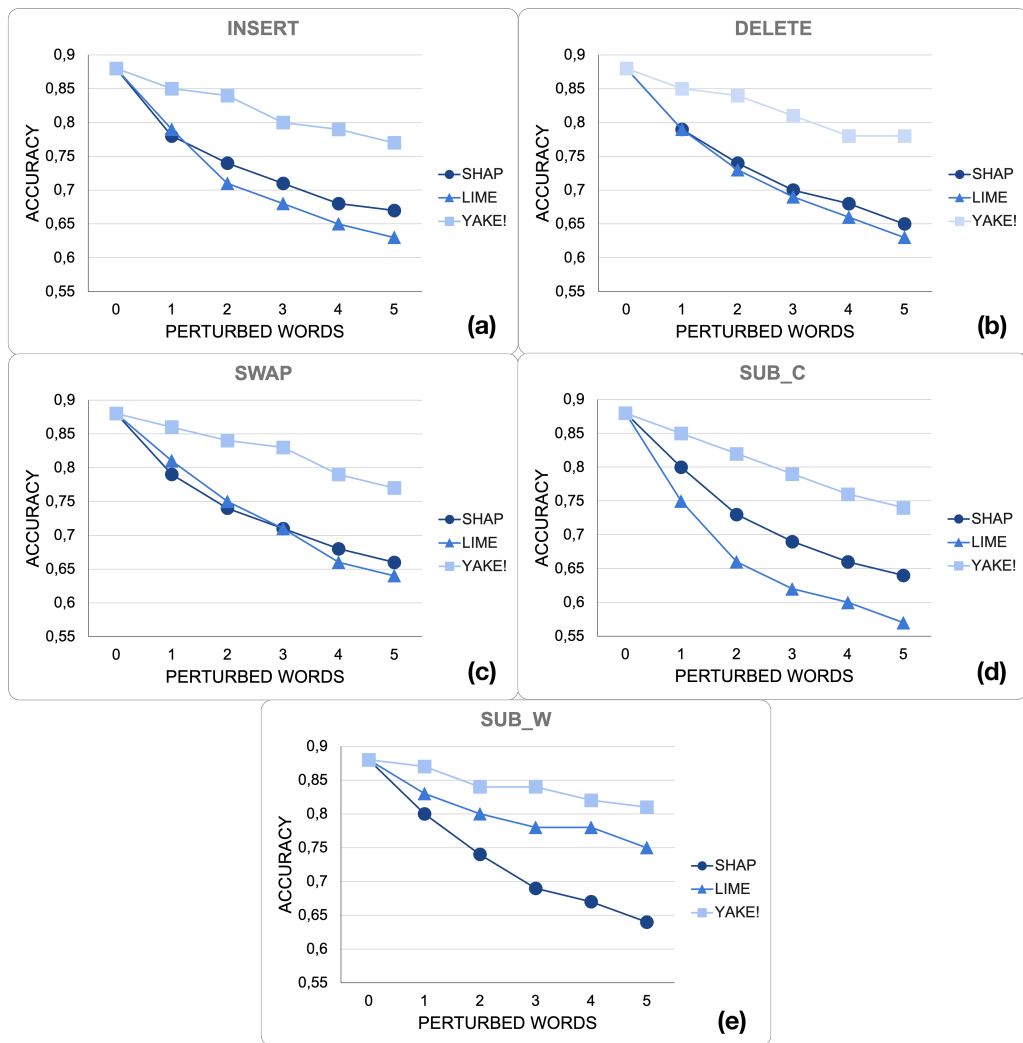 INSERT
0,9
0,85
0,8
0,75
0,7
0,65
0,6
0,55
ACCURACY
0 1 2 3 4 5
PERTURBED WORDS
SHAP
LIME
YAKE!
(a)
DELETE
0,9
0,85
0,8
0,75
0,7
0,65
0,6
0,55
ACCURACY
0 1 2 3 4 5
PERTURBED WORDS
SHAP
LIME
YAKE!
(b)
SWAP
0,9
0,85
0,8
0,75
0,7
0,65
0,6
0,55
ACCURACY
0 1 2 3 4 5
PERTURBED WORDS
SHAP
LIME
YAKE!
(c)
SUB_C
0,9
0,85
0,8
0,75
0,7
0,65
0,6
0,55
ACCURACY
0 1 2 3 4 5
PERTURBED WORDS
SHAP
LIME
YAKE!
(d)
SUB_W
0,9
0,85
0,8
0,75
0,7
0,65
0,6
0,55
ACCURACY
0 1 2 3 4 5
PERTURBED WORDS
SHAP
LIME
YAKE!
(e)